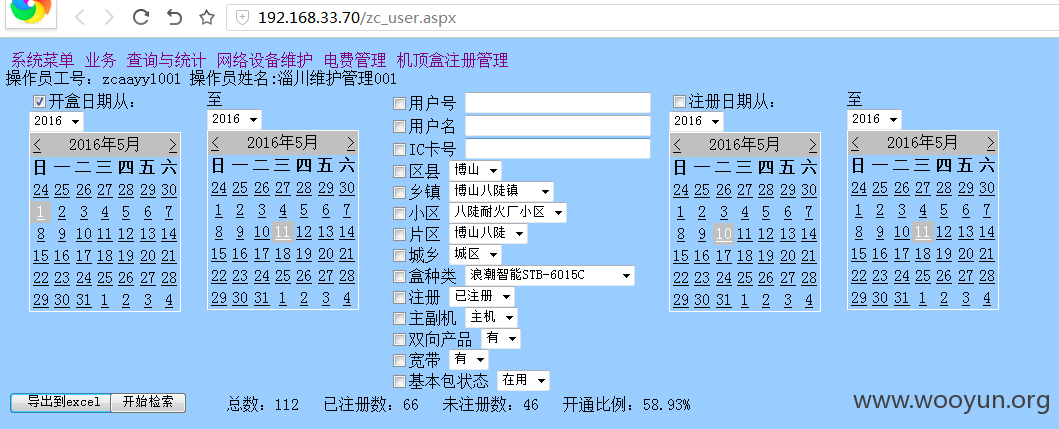 192.168.33.70/zc_user.aspx
系统菜单 业务 查询与统计 网络设备维护 电费管理 机顶盒注册管理
操作员工号: zcaayy1001 操作员姓名:淄川维护管理001
开盒日期从:
2016
< 2016年5月 >
日 一 二 三 四 五 六
24 25 26 27 28 29 30
1 2 3 4 5 6 7
8 9 10 11 12 13 14
15 16 17 18 19 20 21
22 23 24 25 26 27 28
29 30 31 1 2 3 4
至
2016
< 2016年5月 >
日 一 二 三 四 五 六
24 25 26 27 28 29 30
1 2 3 4 5 6 7
8 9 10 11 12 13 14
15 16 17 18 19 20 21
22 23 24 25 26 27 28
29 30 31 1 2 3 4
用户号
用户名
IC卡号
区县 博山
乡镇 博山八陡镇
小区 八陡耐火厂小区
片区 博山八陡
城乡 城区
盒种类 浪潮智能STB-6015C
注册 已注册
主副机 主机
双向产品 有
宽带 有
基本包状态 在用
注册日期从:
2016
< 2016年5月 >
日 一 二 三 四 五 六
24 25 26 27 28 29 30
1 2 3 4 5 6 7
8 9 10 11 12 13 14
15 16 17 18 19 20 21
22 23 24 25 26 27 28
29 30 31 1 2 3 4
至
2016
< 2016年5月 >
日 一 二 三 四 五 六
24 25 26 27 28 29 30
1 2 3 4 5 6 7
8 9 10 11 12 13 14
15 16 17 18 19 20 21
22 23 24 25 26 27 28
29 30 31 1 2 3 4
导出到excel 开始检索 总数: 112 已注册数: 66 未注册数: 46 开通比例: 58.93%
www.wooyun.org